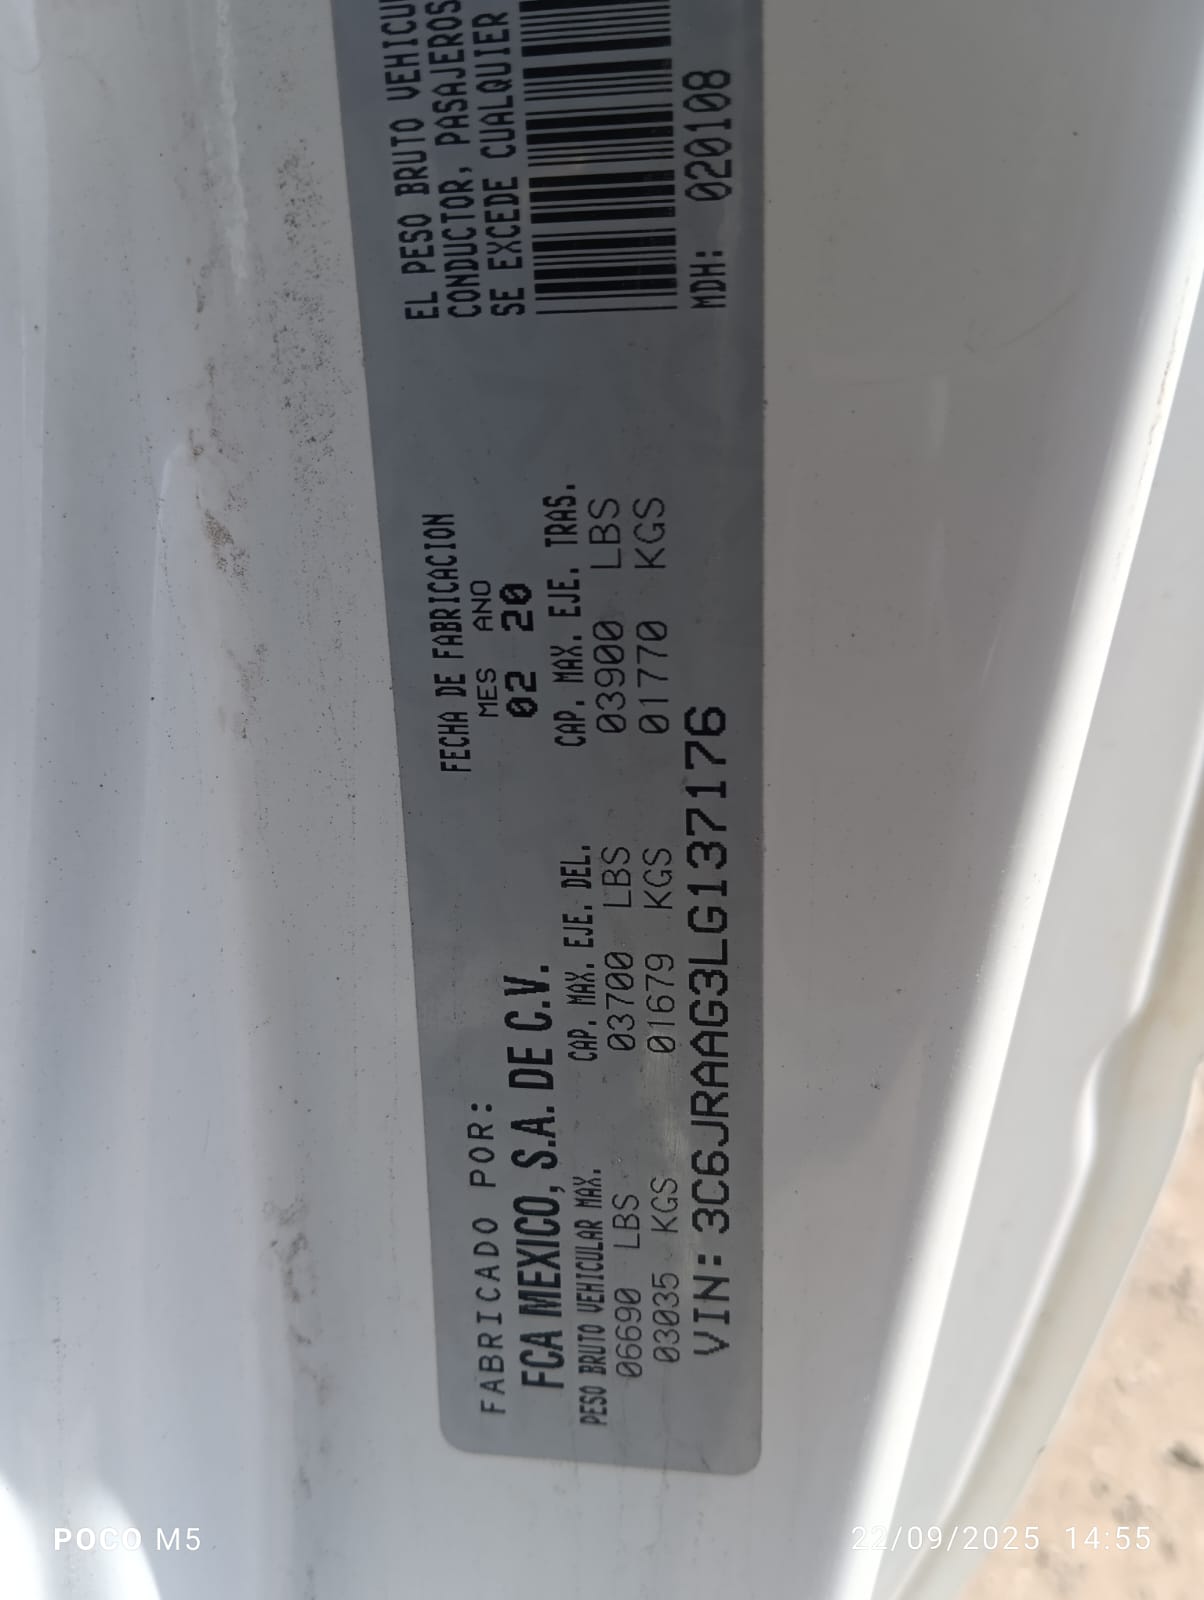 FABRICADO POR:
FCA MEXICO, S.A. DE C.V.
FECHA DE FABRICACION
MES ANO
02 20
PESO BRUTO VEHICULAR MAX.
06690 LBS
03035 KGS
CAP. MAX. EJE. DEL.
03700 LBS
01679 KGS
CAP. MAX. EJE. TRAS.
03900 LBS
01770 KGS
VIN: 3C6JRAAG3LG137176
EL PESO BRUTO VEHICU
CONDUCTOR, PASAJEROS
SE EXCEDE CUALQUIER
MDH: 020108
POCO M5
22/09/2025 14:55